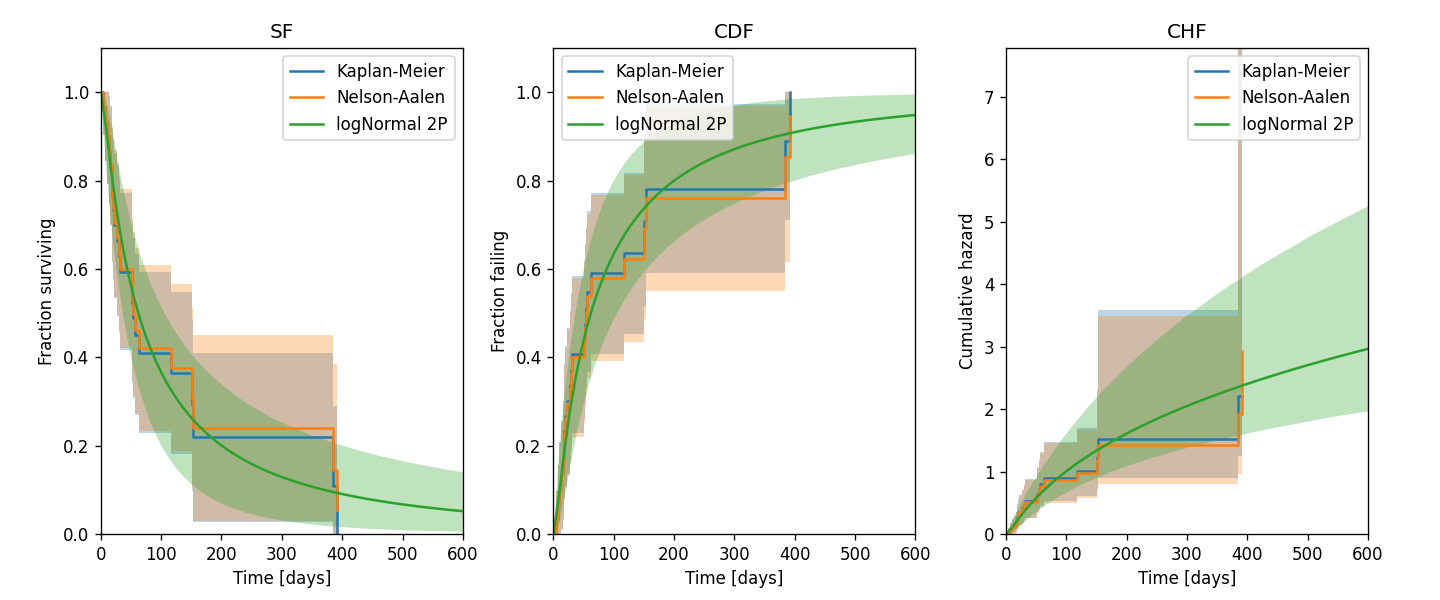 SF
Kaplan-Meier
Nelson-Aalen
logNormal 2P
Fraction surviving
1.0
0.8
0.6
0.4
0.2
0.0
0 100 200 300 400 500 600
Time [days]
CDF
Kaplan-Meier
Nelson-Aalen
logNormal 2P
Fraction failing
1.0
0.8
0.6
0.4
0.2
0.0
0 100 200 300 400 500 600
Time [days]
CHF
Kaplan-Meier
Nelson-Aalen
logNormal 2P
Cumulative hazard
7
6
5
4
3
2
1
0
0 100 200 300 400 500 600
Time [days]